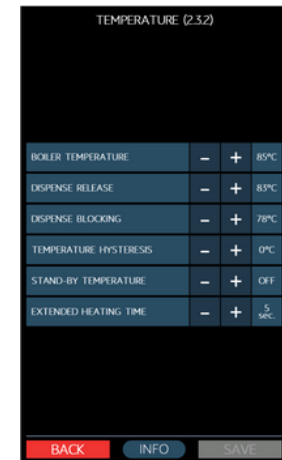 TEMPERATURE (2.3.2)
BOILER TEMPERATURE - + 85°C
DISPENSE RELEASE - + 83°C
DISPENSE BLOCKING - + 78°C
TEMPERATURE HYSTERESIS - + 0°C
STAND-BY TEMPERATURE - + OFF
EXTENDED HEATING TIME - + 5 sec.
BACK INFO SAVE